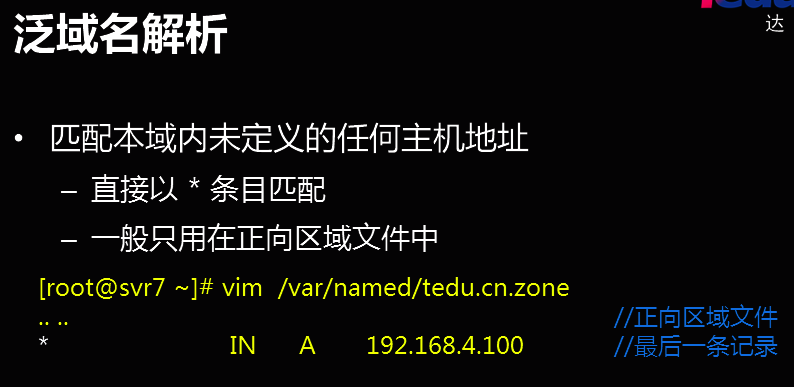 泛域名解析
达
• 匹配本域内未定义的任何主机地址
– 直接以 * 条目匹配
– 一般只用在正向区域文件中
[root@svr7 ~]# vim /var/named/tedu.cn.zone
.. .. //正向区域文件
* IN A 192.168.4.100 //最后一条记录